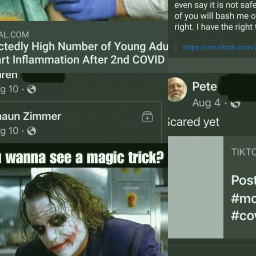 AL.COM
ctedly High Number of Young Adu
rt Inflammation After 2nd COVID
ren
g 10 ·
aun Zimmer
g 10 ·
wanna see a magic trick?
even say it is not safe
of you will bash me o
right. I have the right
https://vm.tiktok.com/
Pete
Aug 4 ·
Scared yet
TIKTO
Post
#mo
#cov